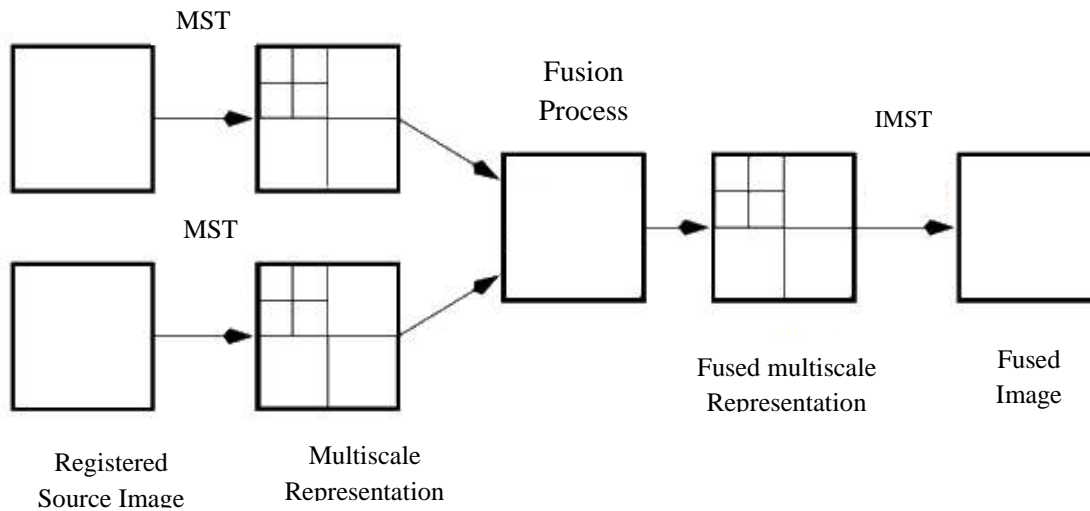 MST
Fusion
Process
IMST
MST
Fused multiscale
Representation
Fused
Image
Registered
Source Image
Multiscale
Representation